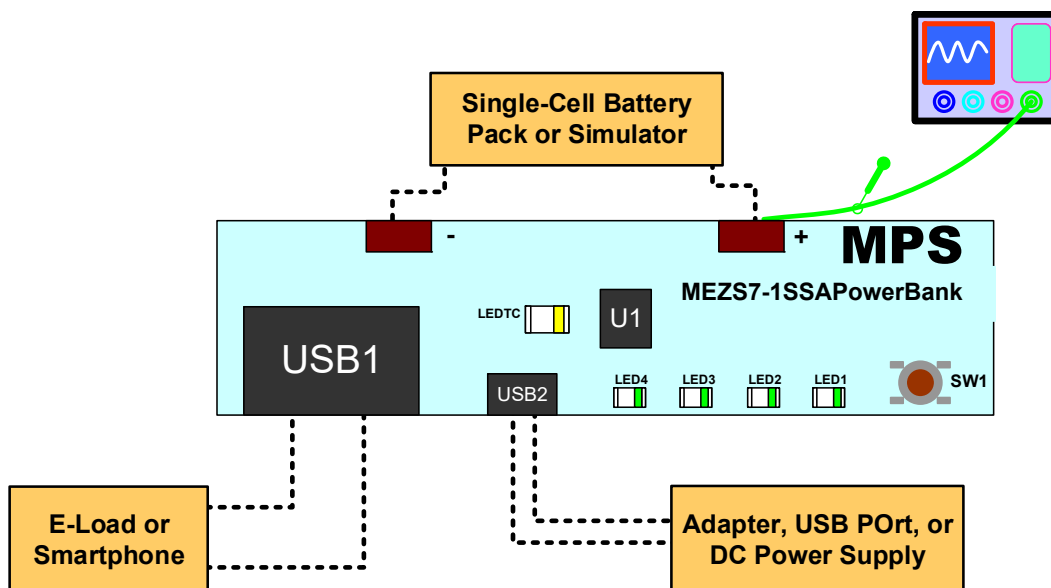 Single-Cell Battery
Pack or Simulator
-
+
MPS
MEZS7-1SSAPowerBank
LEDTC
U1
USB1
USB2
LED4
LED3
LED2
LED1
SW1
E-Load or
Smartphone
Adapter, USB POrt, or
DC Power Supply